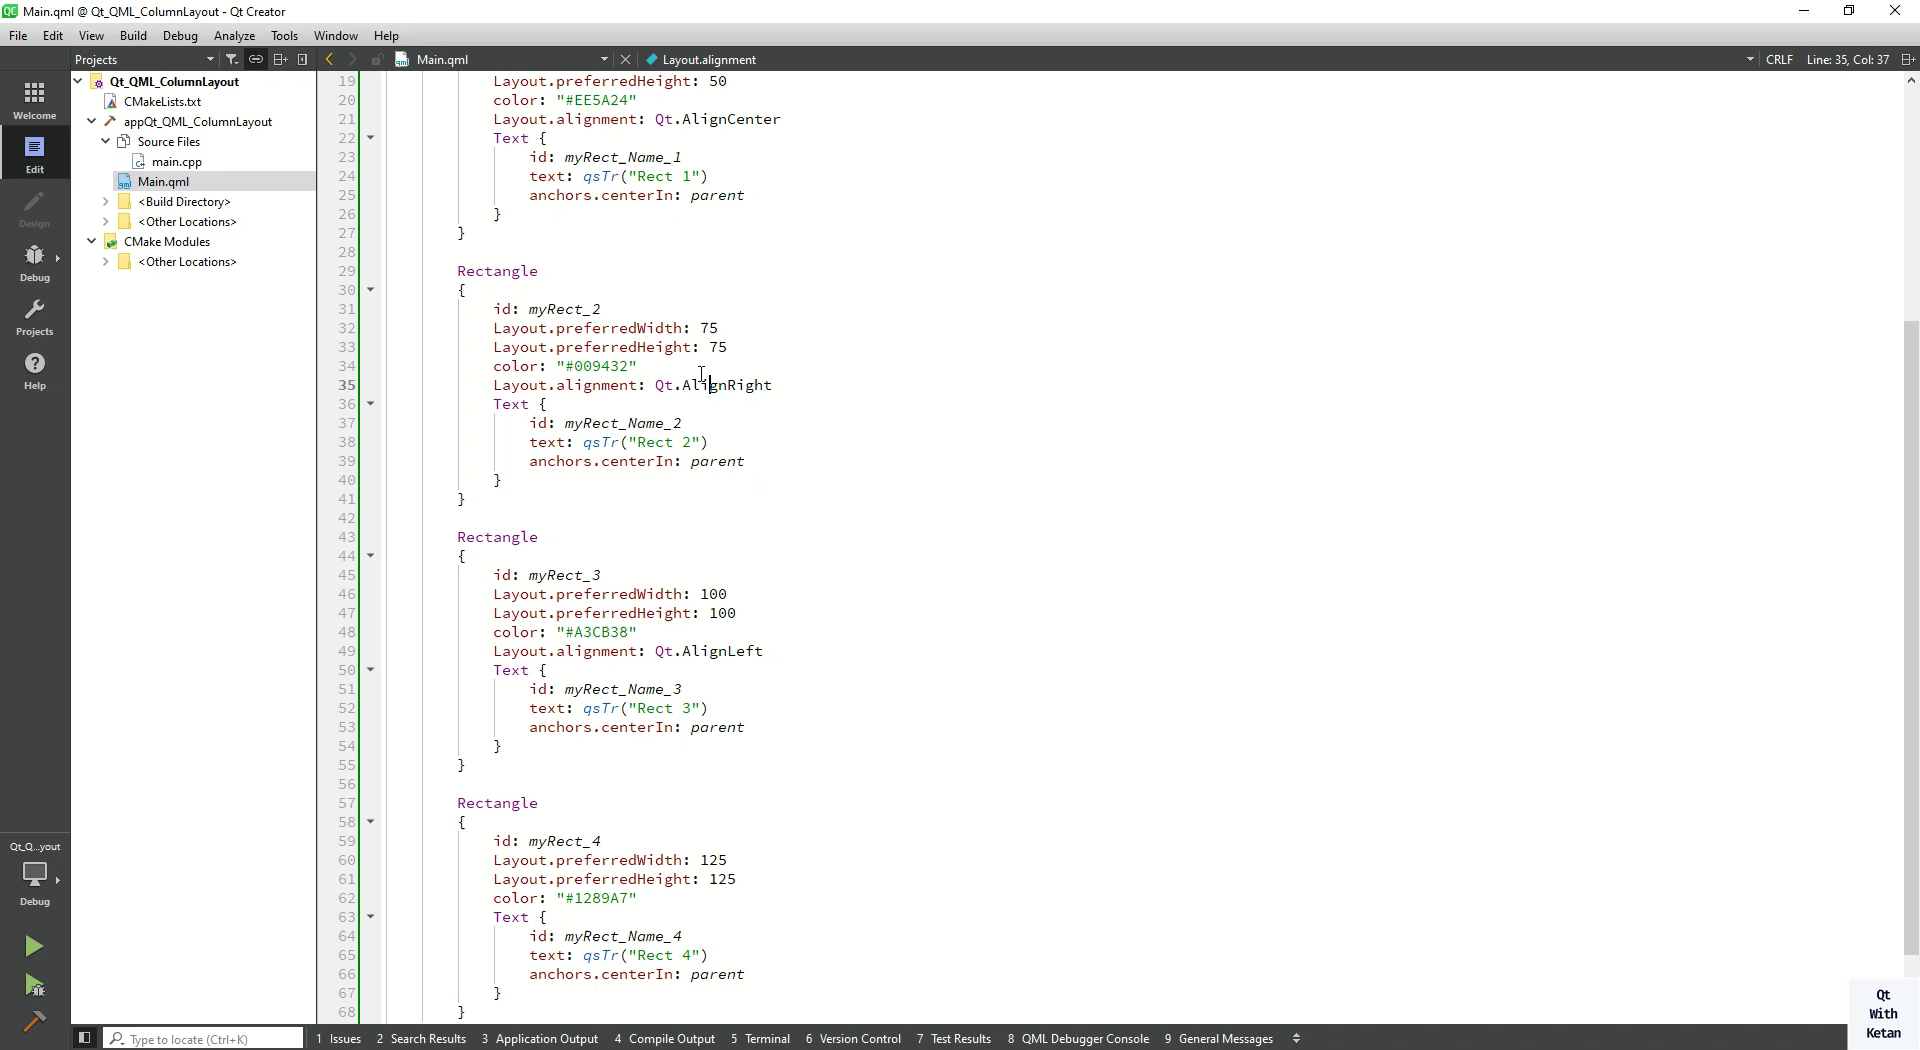 Main.qml @ Qt_QML_ColumnLayout - Qt Creator
File Edit View Build Debug Analyze Tools Window Help
Projects
Main.qml
Layout.alignment
CRLF
Line: 35, Col: 37
Welcome
Edit
Design
Debug
Projects
Help
Qt_Q...yout
Debug
Qt_QML_ColumnLayout
CMakeLists.txt
appQt_QML_ColumnLayout
Source Files
main.cpp
Main.qml
<Build Directory>
<Other Locations>
CMake Modules
<Other Locations>
19 Layout.preferredHeight: 50
20 color: "#EE5A24"
21 Layout.alignment: Qt.AlignCenter
22 Text {
23 id: myRect_Name_1
24 text: qsTr("Rect 1")
25 anchors.centerIn: parent
26 }
27 }
28
29 Rectangle
30 {
31 id: myRect_2
32 Layout.preferredWidth: 75
33 Layout.preferredHeight: 75
34 color: "#009432"
35 Layout.alignment: Qt.AlignRight
36 Text {
37 id: myRect_Name_2
38 text: qsTr("Rect 2")
39 anchors.centerIn: parent
40 }
41 }
42
43 Rectangle
44 {
45 id: myRect_3
46 Layout.preferredWidth: 100
47 Layout.preferredHeight: 100
48 color: "#A3CB38"
49 Layout.alignment: Qt.AlignLeft
50 Text {
51 id: myRect_Name_3
52 text: qsTr("Rect 3")
53 anchors.centerIn: parent
54 }
55 }
56
57 Rectangle
58 {
59 id: myRect_4
60 Layout.preferredWidth: 125
61 Layout.preferredHeight: 125
62 color: "#1289A7"
63 Text {
64 id: myRect_Name_4
65 text: qsTr("Rect 4")
66 anchors.centerIn: parent
67 }
68 }
Type to locate (Ctrl+K)
1 Issues 2 Search Results 3 Application Output 4 Compile Output 5 Terminal 6 Version Control 7 Test Results 8 QML Debugger Console 9 General Messages
Qt
With
Ketan